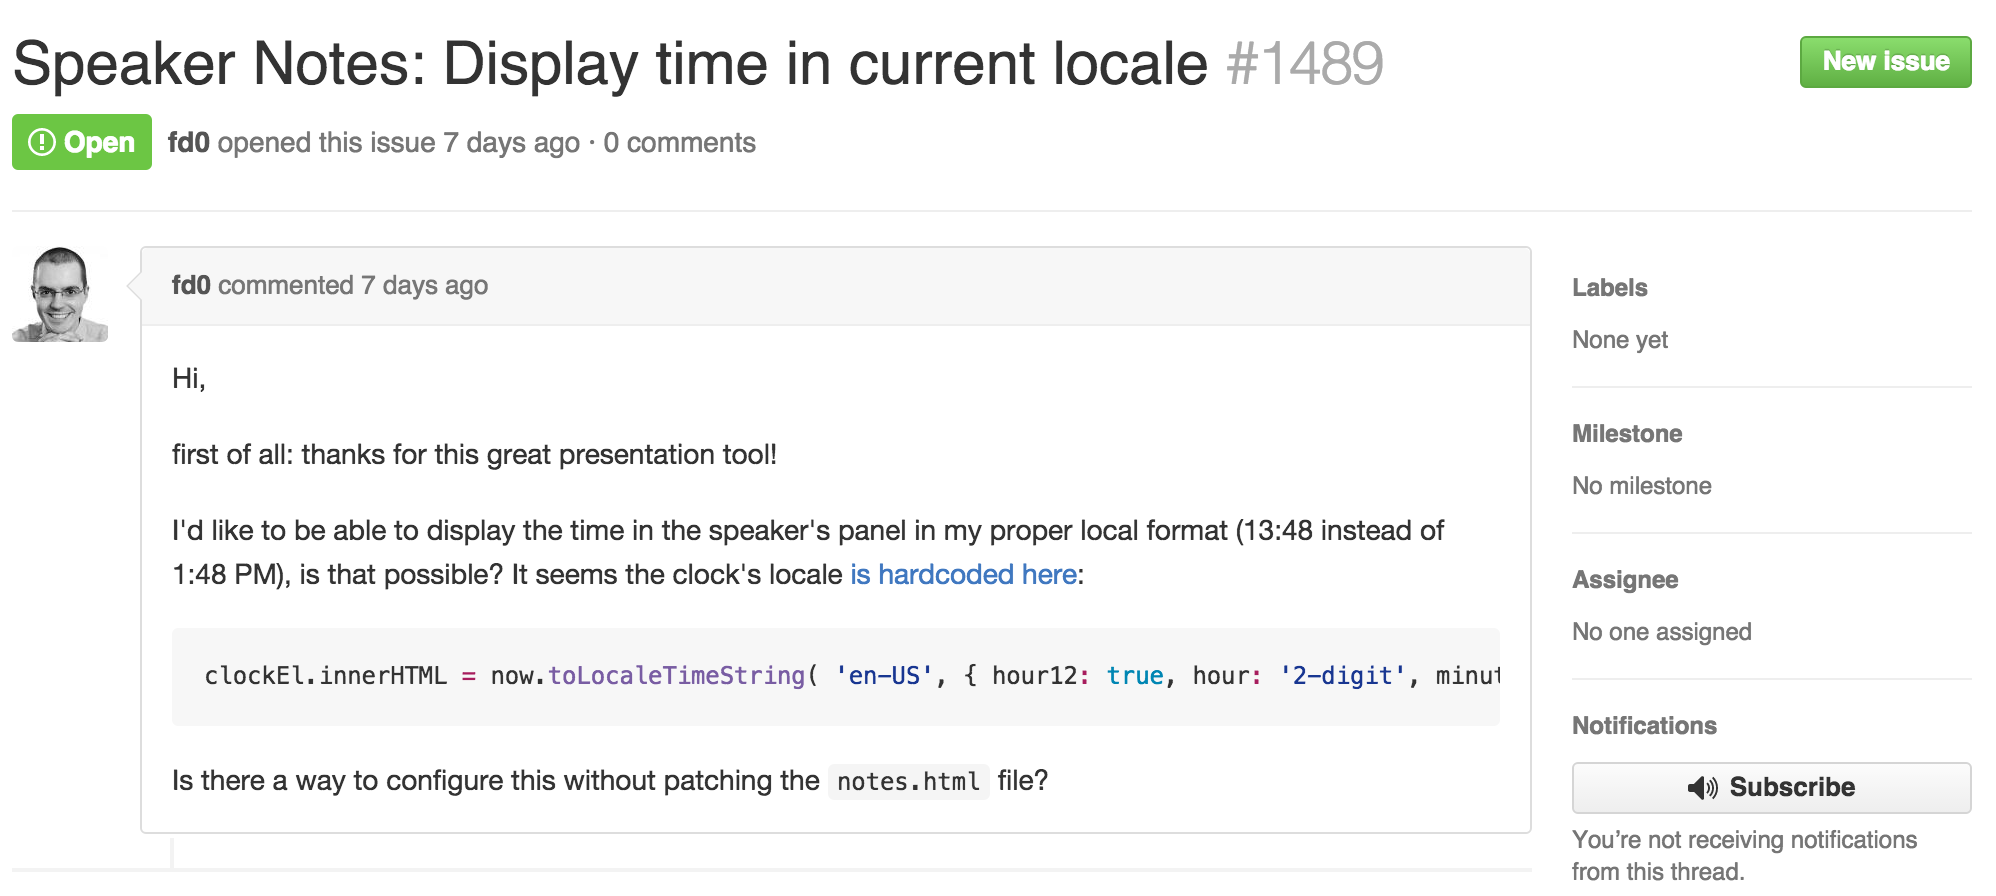 Speaker Notes: Display time in current locale #1489
New issue
Open fd0 opened this issue 7 days ago · 0 comments
fd0 commented 7 days ago
Hi,
first of all: thanks for this great presentation tool!
I'd like to be able to display the time in the speaker's panel in my proper local format (13:48 instead of
1:48 PM), is that possible? It seems the clock's locale is hardcoded here:
clockEl.innerHTML = now.toLocaleTimeString( 'en-US', { hour12: true, hour: '2-digit', minut
Is there a way to configure this without patching the notes.html file?
Labels
None yet
Milestone
No milestone
Assignee
No one assigned
Notifications
Subscribe
You’re not receiving notifications
from this thread.